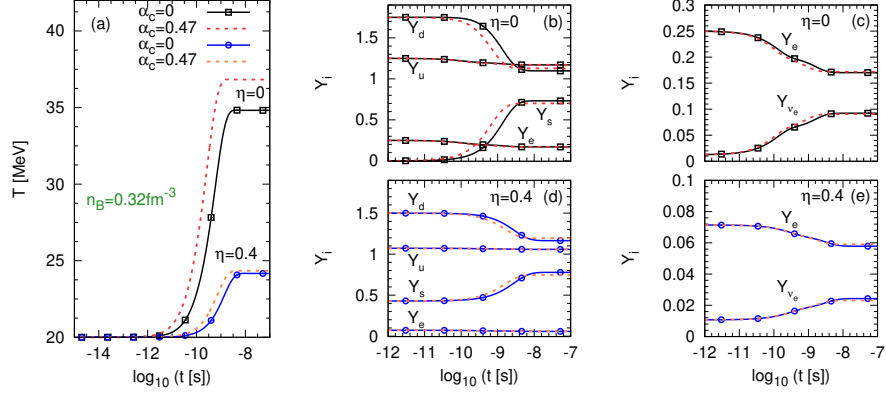 (a)
α_c=0
α_c=0.47
α_c=0
α_c=0.47
η=0
η=0.4
n_B=0.32fm^-3
T [MeV]
40
35
30
25
20
-14
-12
-10
-8
log_10 (t [s])
(b)
η=0
Y_d
Y_u
Y_s
Y_e
Y_i
1.5
1
0.5
0
(d)
η=0.4
Y_d
Y_u
Y_s
Y_e
Y_i
2
1.5
1
0.5
0
-12
-11
-10
-9
-8
-7
log_10 (t [s])
(c)
η=0
Y_e
Y_ν_e
Y_i
0.3
0.25
0.2
0.15
0.1
0.05
0
(e)
η=0.4
Y_e
Y_ν_e
Y_i
0.1
0.08
0.06
0.04
0.02
0
-12
-11
-10
-9
-8
-7
log_10 (t [s])